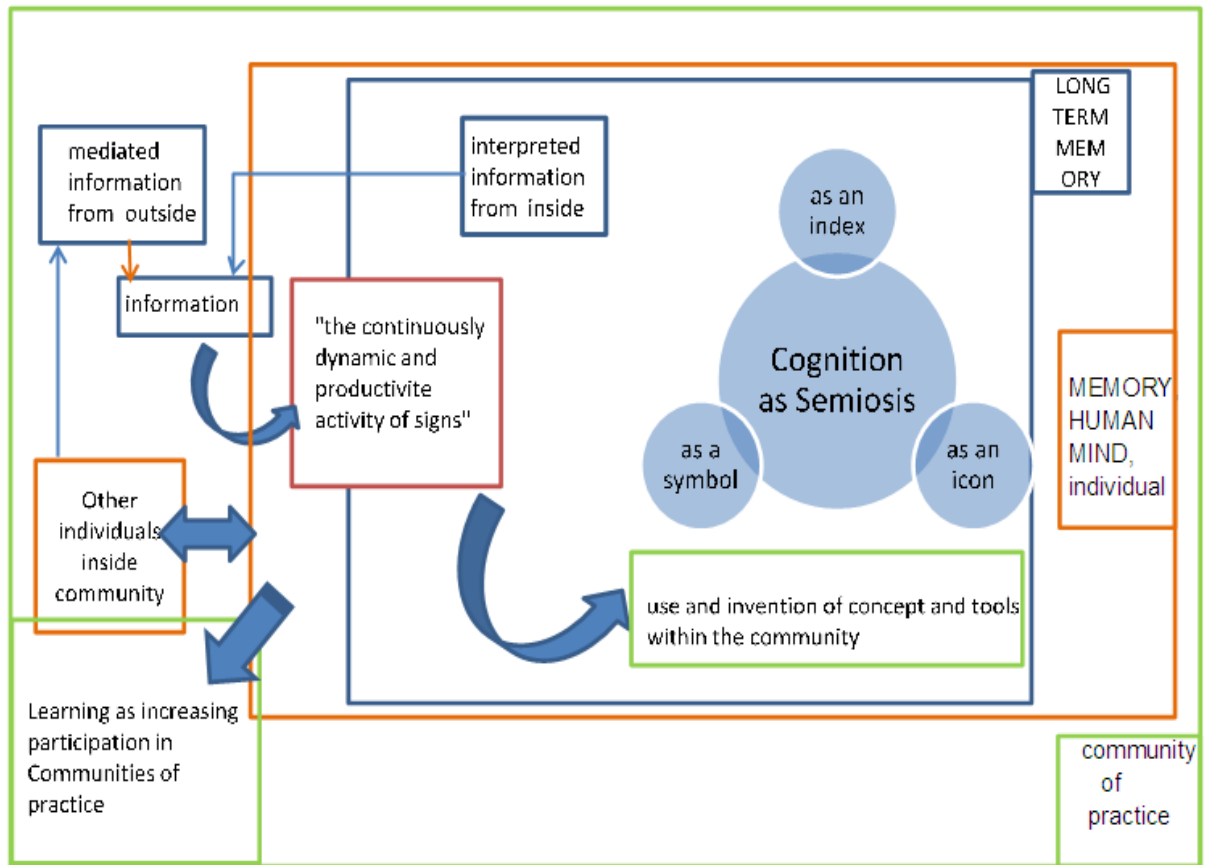 mediated
information
from outside
interpreted
information
from inside
LONG
TERM
MEM
ORY
as an
index
information
"the continuously
dynamic and
productivite
activity of signs"
Cognition
as Semiosis
as a
symbol
as an
icon
MEMORY
HUMAN
MIND,
individual
Other
individuals
inside
community
use and invention of concept and tools
within the community
Learning as increasing
participation in
Communities of
practice
community
of
practice